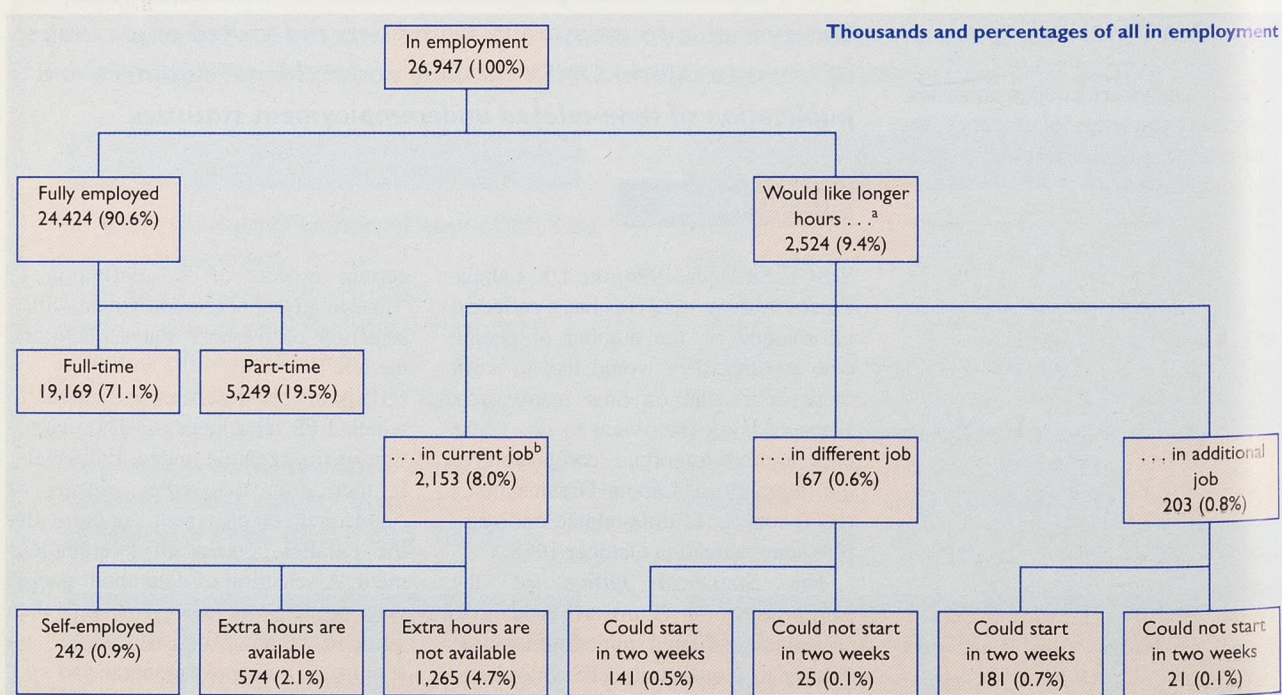 Thousands and percentages of all in employment
In employment
26,947 (100%)
Fully employed
24,424 (90.6%)
Would like longer
hours . . .ᵃ
2,524 (9.4%)
Full-time
19,169 (71.1%)
Part-time
5,249 (19.5%)
. . . in current jobᵇ
2,153 (8.0%)
. . . in different job
167 (0.6%)
. . . in additional
job
203 (0.8%)
Self-employed
242 (0.9%)
Extra hours are
available
574 (2.1%)
Extra hours are
not available
1,265 (4.7%)
Could start
in two weeks
141 (0.5%)
Could not start
in two weeks
25 (0.1%)
Could start
in two weeks
181 (0.7%)
Could not start
in two weeks
21 (0.1%)